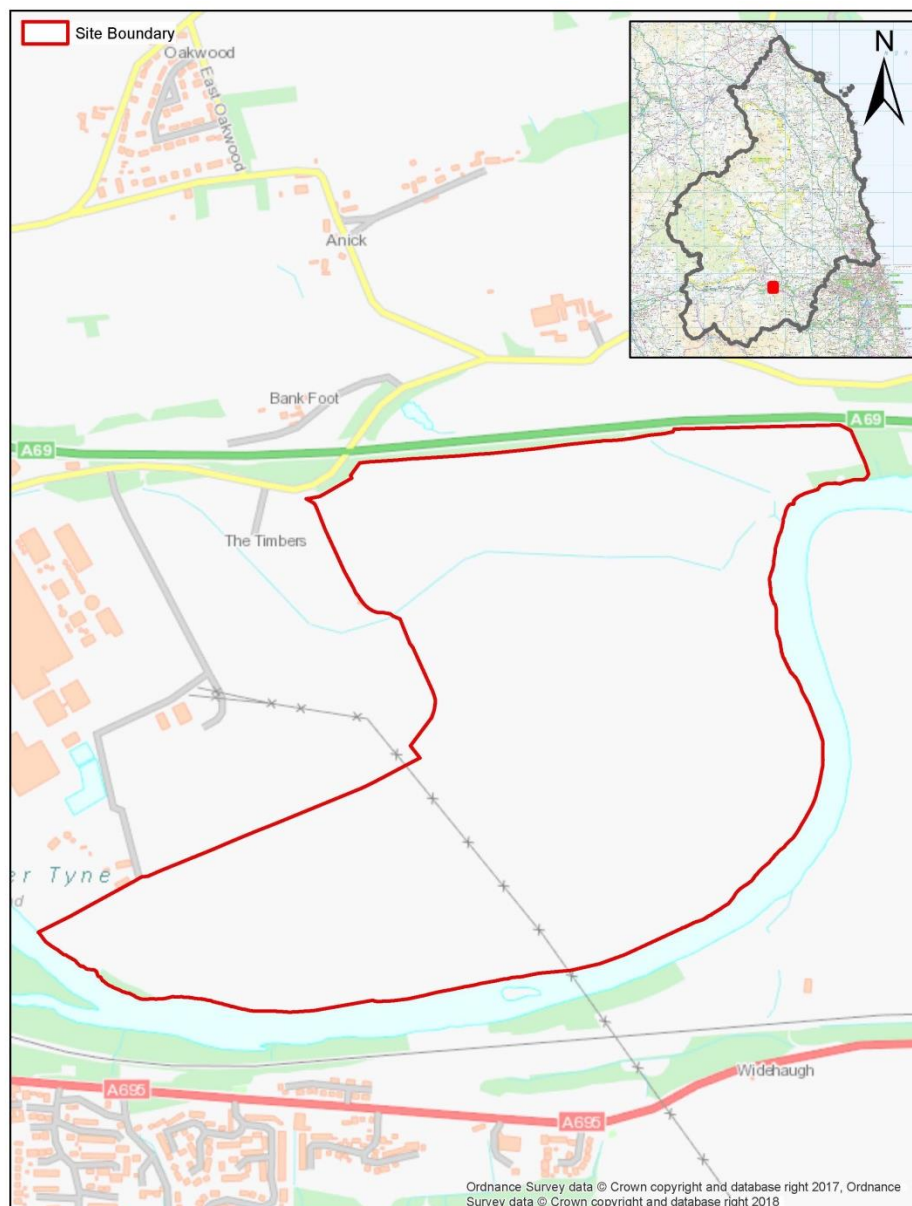 Site Boundary
Oakwood
East Oakwood
N
Anick
Bank Foot
A69
A69
The Timbers
er Tyne
A695
A695
Widehaugh
Ordnance Survey data © Crown copyright and database right 2017, Ordnance
Survey data © Crown copyright and database right 2018